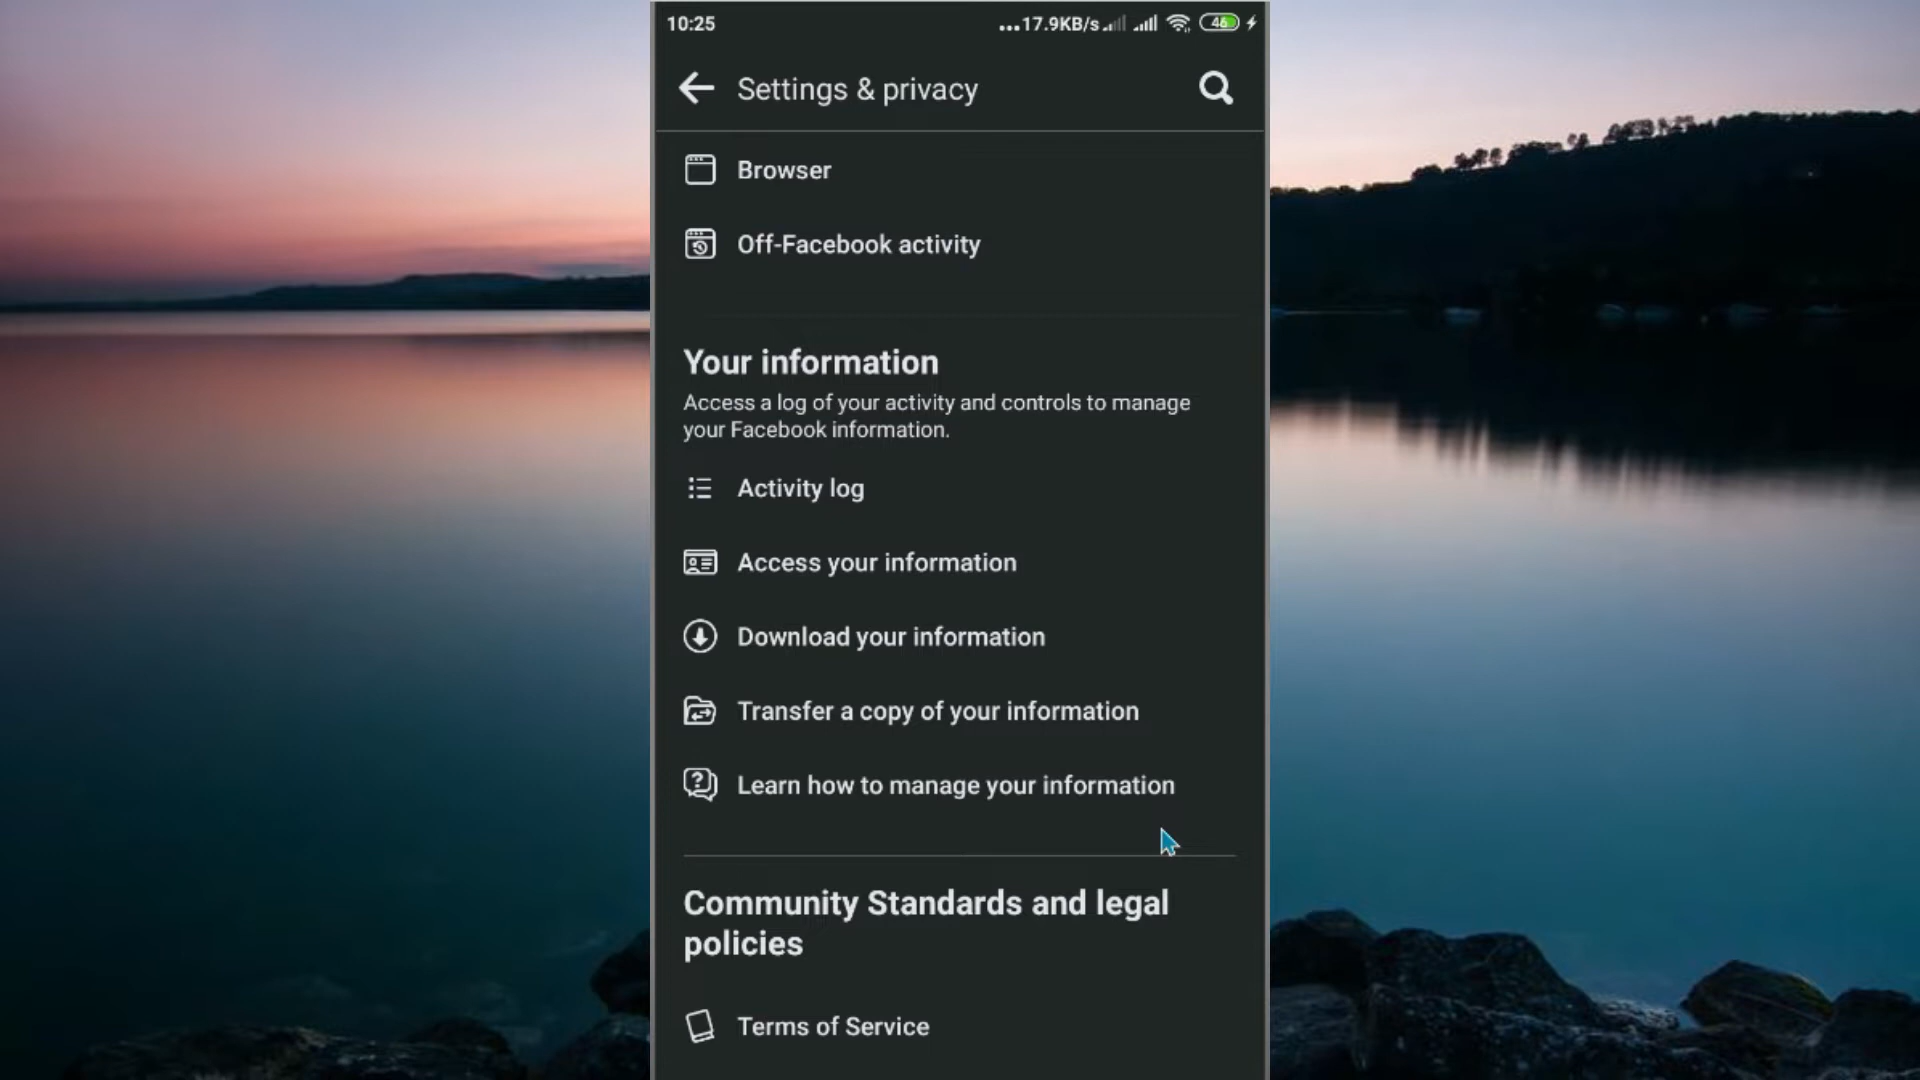 10:25
...17.9KB/s 46
Settings & privacy
Browser
Off-Facebook activity
Your information
Access a log of your activity and controls to manage
your Facebook information.
Activity log
Access your information
Download your information
Transfer a copy of your information
Learn how to manage your information
Community Standards and legal
policies
Terms of Service